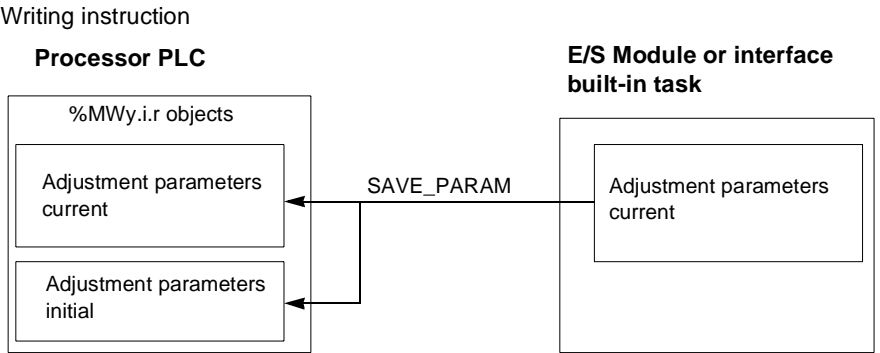 Writing instruction
Processor PLC
E/S Module or interface
built-in task
%MWy.i.r objects
Adjustment parameters
current
SAVE_PARAM
Adjustment parameters
current
Adjustment parameters
initial